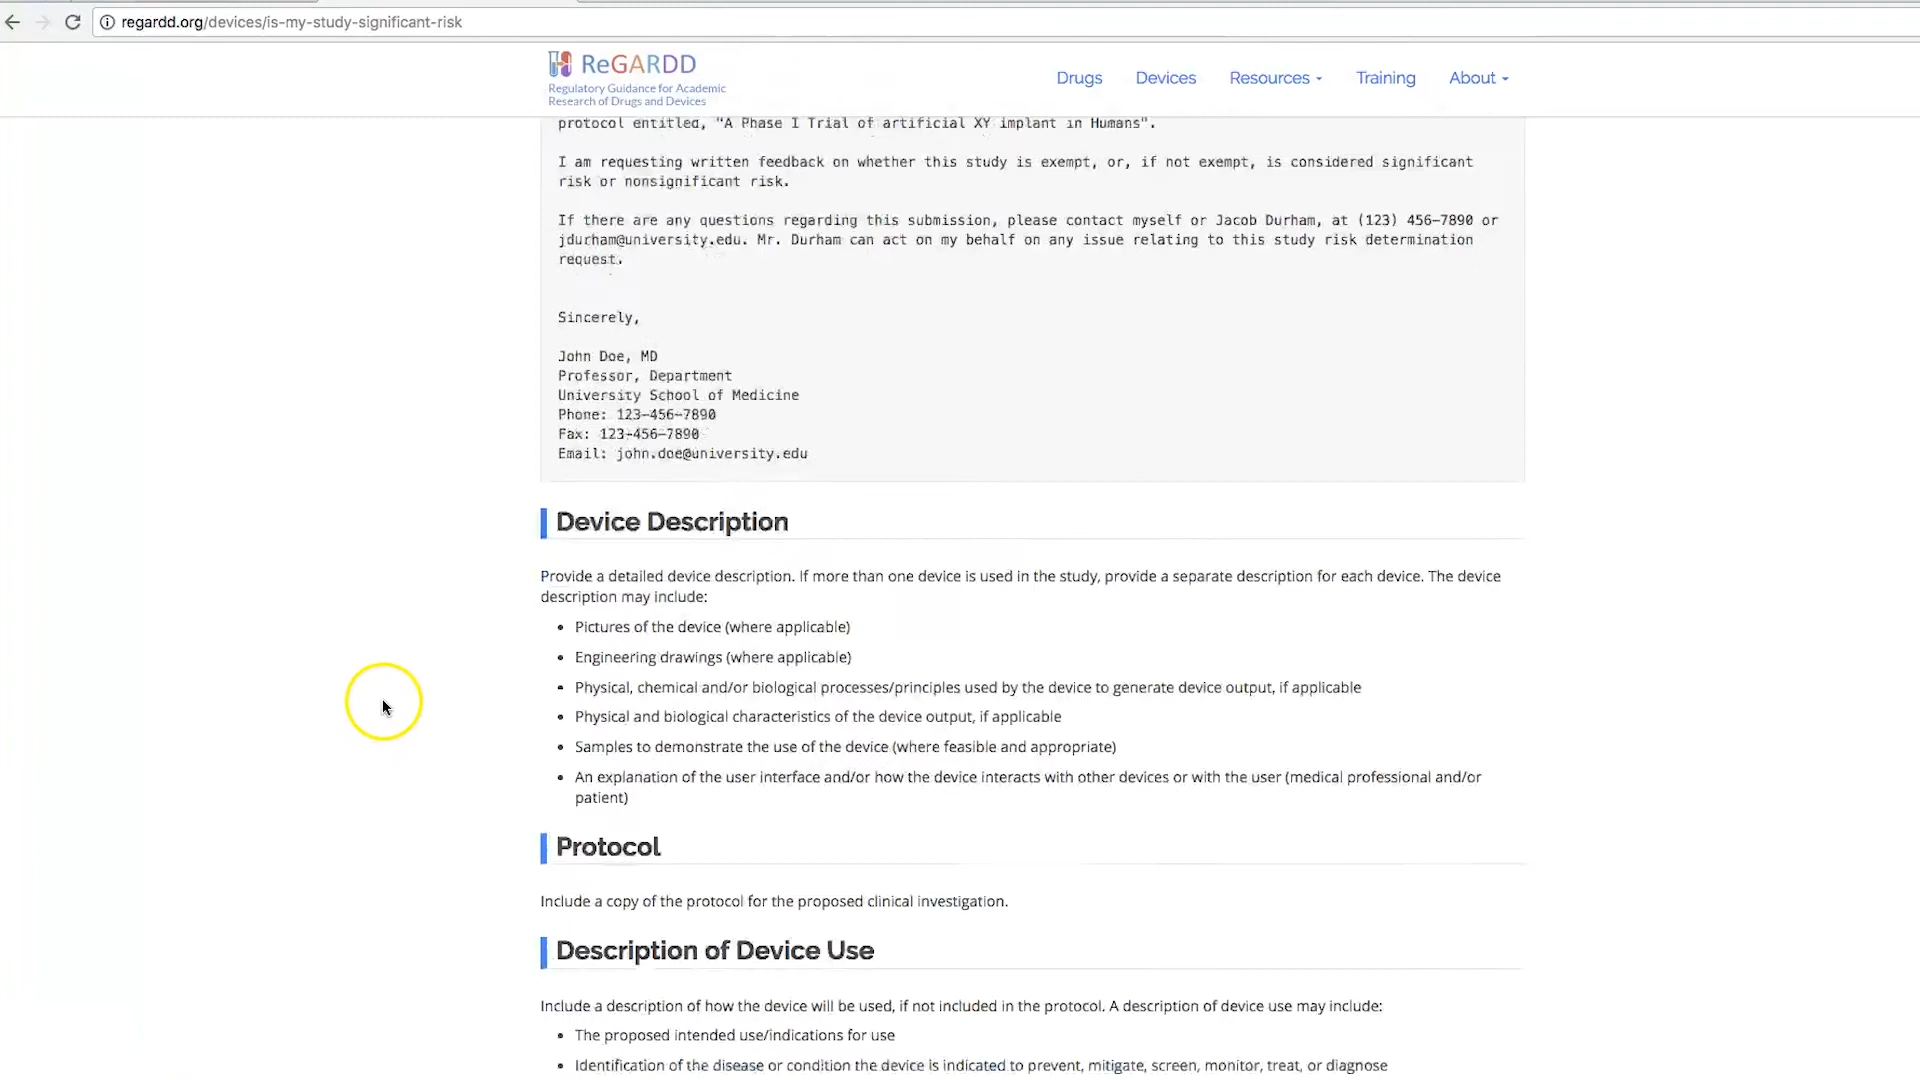 regardd.org/devices/is-my-study-significant-risk
ReGARDD
Regulatory Guidance for Academic
Research of Drugs and Devices
Drugs
Devices
Resources
Training
About
protocol entitled, "A Phase I Trial of artificial XY implant in Humans".
I am requesting written feedback on whether this study is exempt, or, if not exempt, is considered significant
risk or nonsignificant risk.
If there are any questions regarding this submission, please contact myself or Jacob Durham, at (123) 456-7890 or
jdurham@university.edu. Mr. Durham can act on my behalf on any issue relating to this study risk determination
request.
Sincerely,
John Doe, MD
Professor, Department
University School of Medicine
Phone: 123-456-7890
Fax: 123-456-7890
Email: john.doe@university.edu
Device Description
Provide a detailed device description. If more than one device is used in the study, provide a separate description for each device. The device
description may include:
• Pictures of the device (where applicable)
• Engineering drawings (where applicable)
• Physical, chemical and/or biological processes/principles used by the device to generate device output, if applicable
• Physical and biological characteristics of the device output, if applicable
• Samples to demonstrate the use of the device (where feasible and appropriate)
• An explanation of the user interface and/or how the device interacts with other devices or with the user (medical professional and/or
patient)
Protocol
Include a copy of the protocol for the proposed clinical investigation.
Description of Device Use
Include a description of how the device will be used, if not included in the protocol. A description of device use may include:
• The proposed intended use/indications for use
• Identification of the disease or condition the device is indicated to prevent, mitigate, screen, monitor, treat, or diagnose